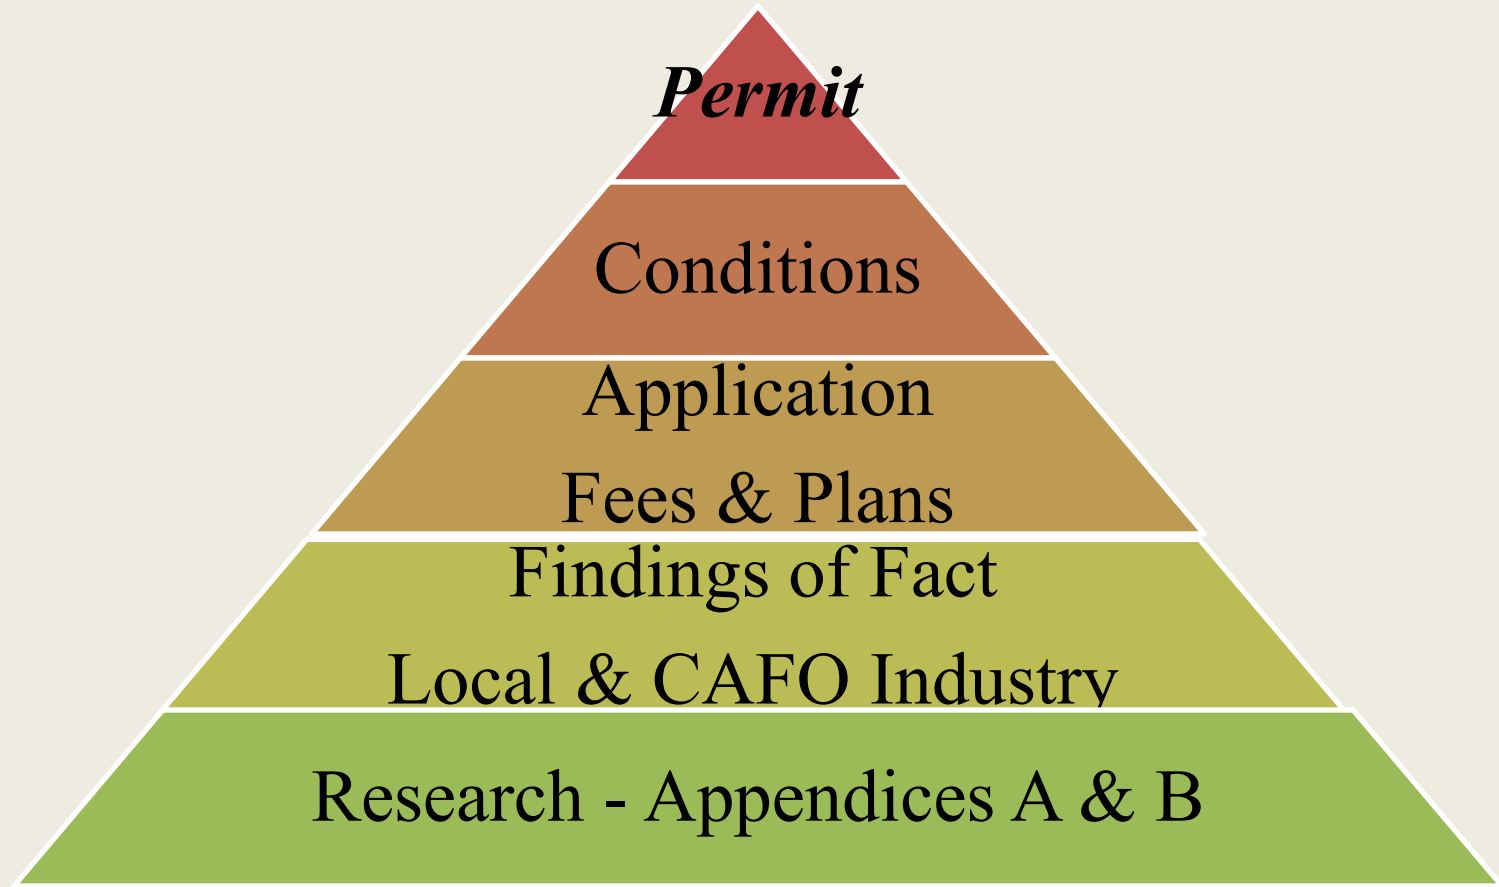 Permit
Conditions
Application
Fees & Plans
Findings of Fact
Local & CAFO Industry
Research - Appendices A & B